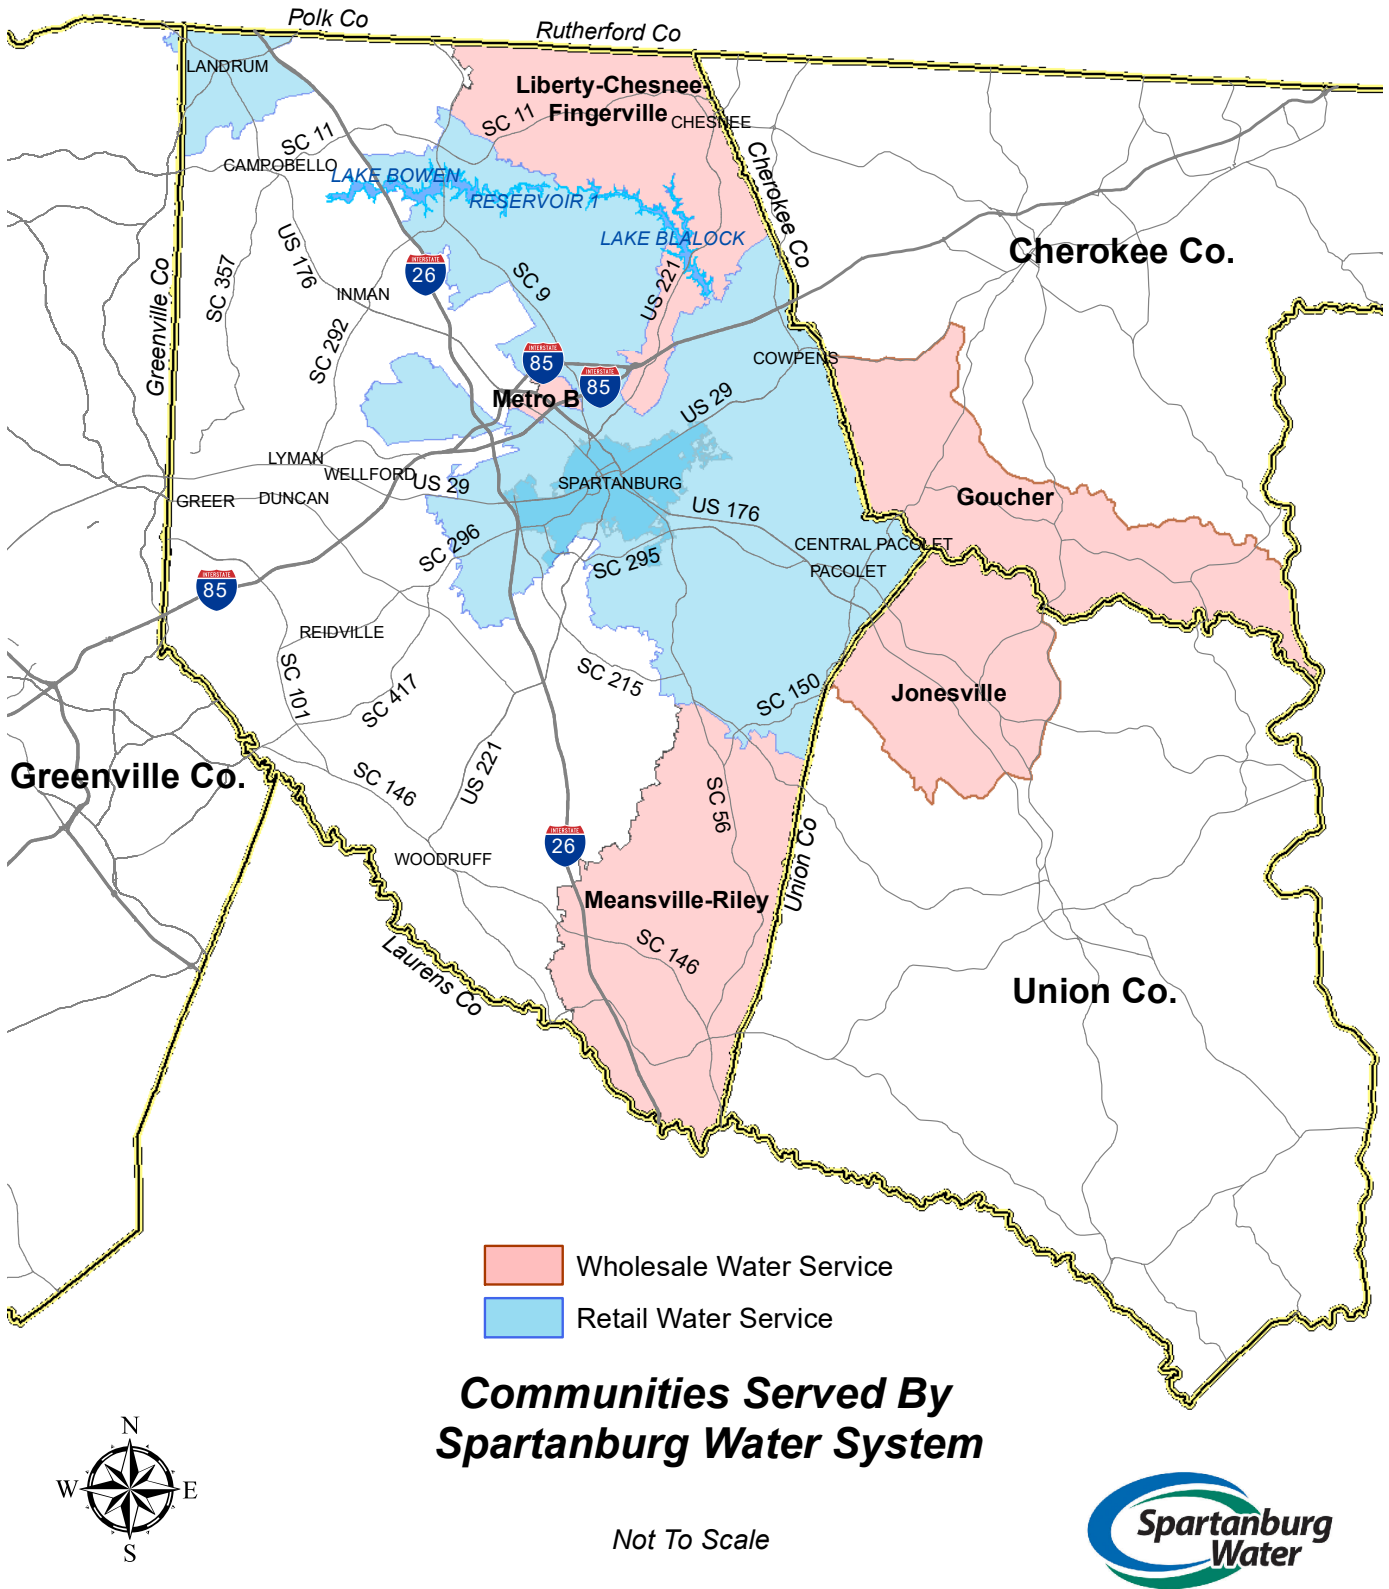 Polk Co
Rutherford Co
LANDRUM
Liberty-Chesnee-
Fingerville
SC 11
CHESNEE
SC 11
CAMPOBELLO
LAKE BOWEN
RESERVOIR 1
Cherokee Co
LAKE BLALOCK
Cherokee Co.
US 176
SC 357
Greenville Co
INTERSTATE
26
SC 9
US 221
INMAN
SC 292
INTERSTATE
85
INTERSTATE
85
COWPENS
Metro B
US 29
LYMAN
WELLFORD
US 29
SPARTANBURG
GREER
DUNCAN
Goucher
US 176
SC 296
SC 295
CENTRAL PACOLET
PACOLET
INTERSTATE
85
REIDVILLE
SC 101
SC 417
SC 215
SC 150
Jonesville
Greenville Co.
SC 146
US 221
SC 56
INTERSTATE
26
WOODRUFF
Union Co
Meansville-Riley
SC 146
Laurens Co
Union Co.
Wholesale Water Service
Retail Water Service
Communities Served By
Spartanburg Water System
N
W
E
S
Not To Scale
Spartanburg
Water